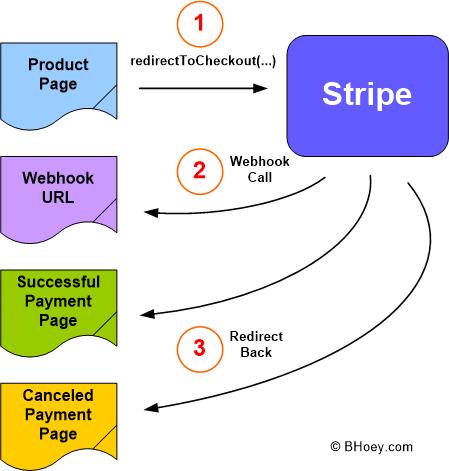 1
redirectToCheckout(...)
Product
Page
Stripe
2
Webhook
Call
Webhook
URL
Successful
Payment
Page
3
Redirect
Back
Canceled
Payment
Page
© BHoey.com